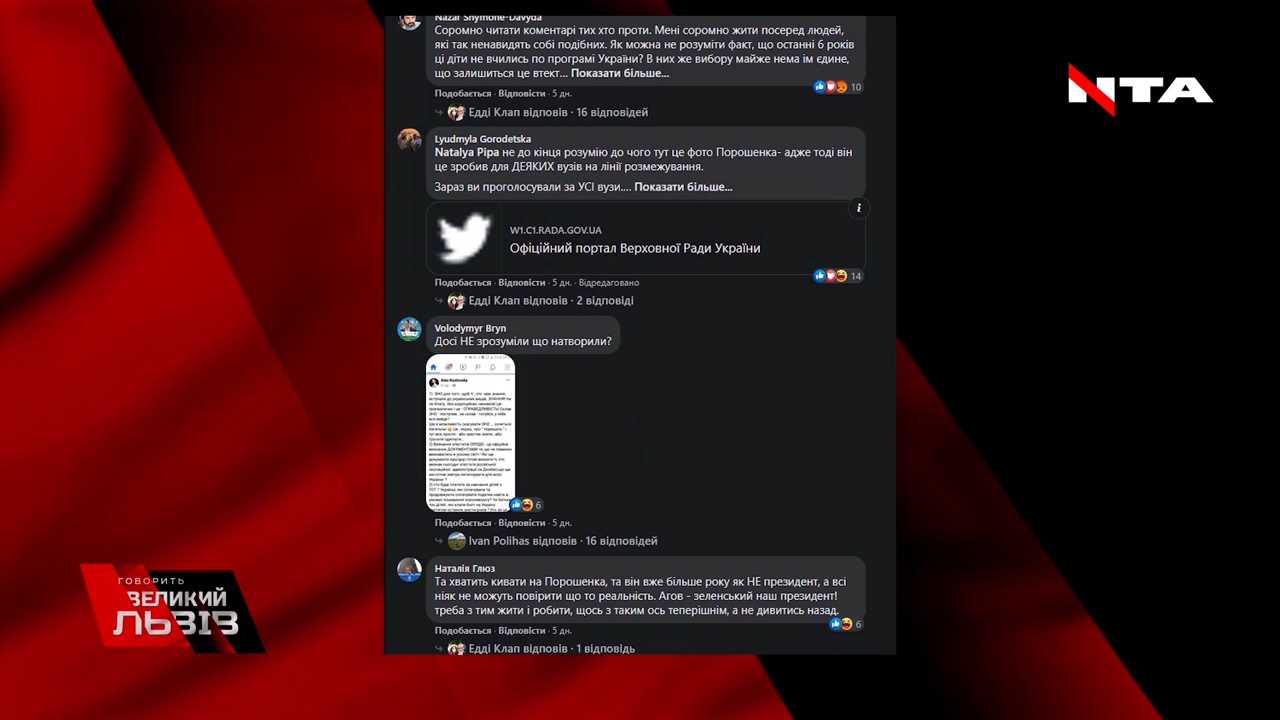 Nazar Shymone-Davyda
Соромно читати коментарі тих хто проти. Мені соромно жити посеред людей,
які так ненавидять собі подібних. Як можна не розуміти факт, що останні 6 років
ці діти не вчились по програмі України? В них же вибору майже нема їм єдине,
що залишиться це втект... Показати більше...
10
Подобається · Відповісти · 5 дн.
Едді Клап відповів · 16 відповідей
Lyudmyla Gorodetska
Natalya Pipa не до кінця розумію до чого тут це фото Порошенка- адже тоді він
це зробив для ДЕЯКИХ вузів на лінії розмежування.
Зараз ви проголосували за УСІ вузи.... Показати більше...
W1.C1.RADA.GOV.UA
Офіційний портал Верховної Ради України
14
Подобається · Відповісти · 5 дн. · Відредаговано
Едді Клап відповів · 2 відповіді
Volodymyr Bryn
Досі НЕ зрозуміли що натворили?
Alex Kozlovsky
6
Подобається · Відповісти · 5 дн.
Ivan Polihas відповів · 16 відповідей
Наталія Глюз
Та хватить кивати на Порошенка, та він вже більше року як НЕ президент, а всі
ніяк не можуть повірити що то реальність. Агов - зеленський наш президент!
треба з тим жити і робити, щось з таким ось теперішнім, а не дивитись назад.
6
Подобається · Відповісти · 5 дн.
Едді Клап відповів · 1 відповідь
NTA
ГОВОРИТЬ
ВЕЛИКИЙ
ЛЬВІВ